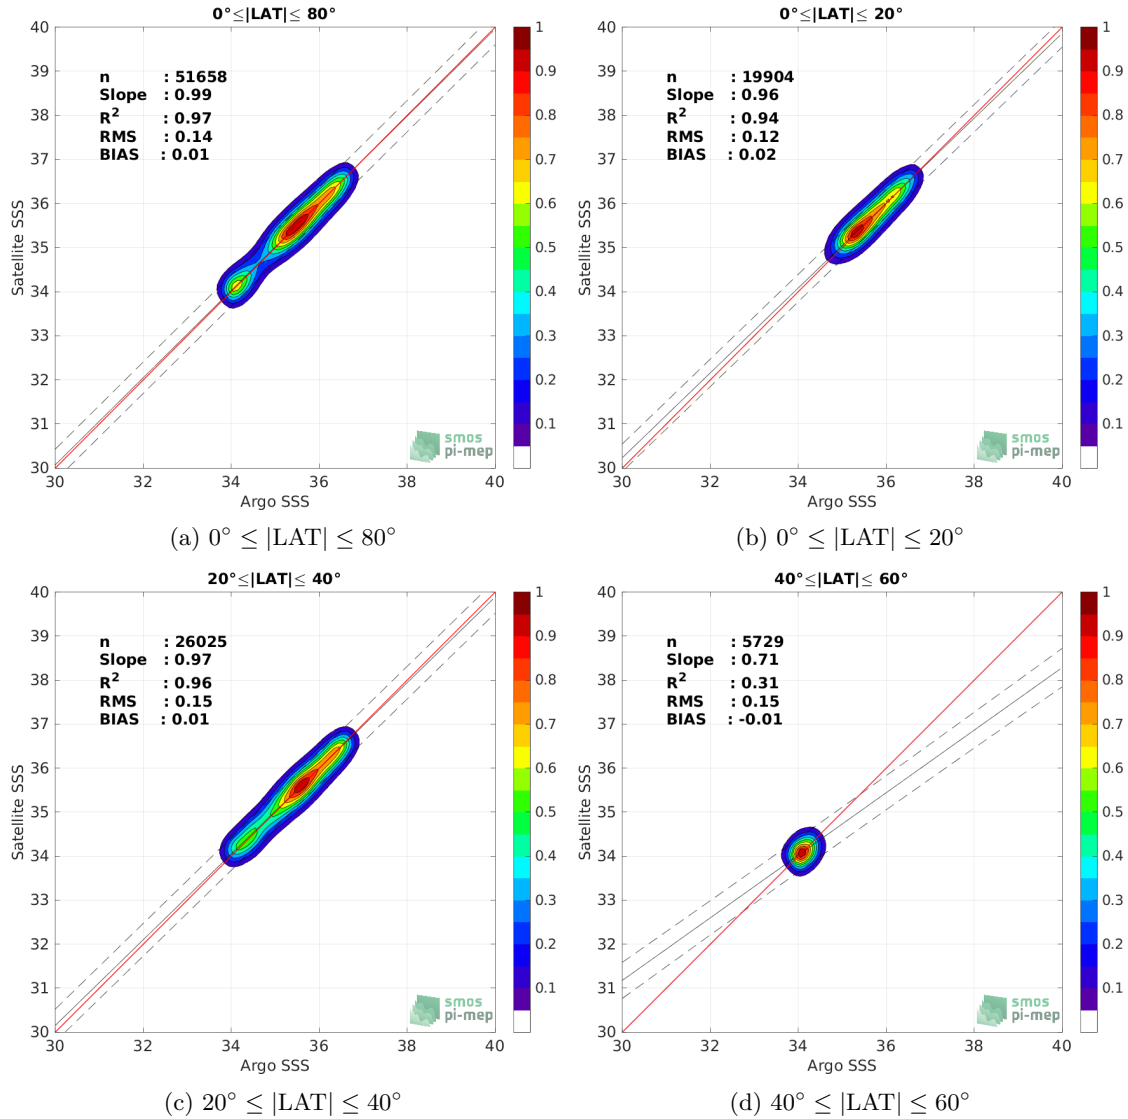 0°≤|LAT|≤ 80°
n : 51658
Slope : 0.99
R² : 0.97
RMS : 0.14
BIAS : 0.01
40
39
38
37
36
35
34
33
32
31
30
30 32 34 36 38 40
Satellite SSS
Argo SSS
1
0.9
0.8
0.7
0.6
0.5
0.4
0.3
0.2
0.1
smos
pi-mep
(a) 0° ≤ |LAT| ≤ 80°
0°≤|LAT|≤ 20°
n : 19904
Slope : 0.96
R² : 0.94
RMS : 0.12
BIAS : 0.02
40
39
38
37
36
35
34
33
32
31
30
30 32 34 36 38 40
Satellite SSS
Argo SSS
1
0.9
0.8
0.7
0.6
0.5
0.4
0.3
0.2
0.1
smos
pi-mep
(b) 0° ≤ |LAT| ≤ 20°
20°≤|LAT|≤ 40°
n : 26025
Slope : 0.97
R² : 0.96
RMS : 0.15
BIAS : 0.01
40
39
38
37
36
35
34
33
32
31
30
30 32 34 36 38 40
Satellite SSS
Argo SSS
1
0.9
0.8
0.7
0.6
0.5
0.4
0.3
0.2
0.1
smos
pi-mep
(c) 20° ≤ |LAT| ≤ 40°
40°≤|LAT|≤ 60°
n : 5729
Slope : 0.71
R² : 0.31
RMS : 0.15
BIAS : -0.01
40
39
38
37
36
35
34
33
32
31
30
30 32 34 36 38 40
Satellite SSS
Argo SSS
1
0.9
0.8
0.7
0.6
0.5
0.4
0.3
0.2
0.1
smos
pi-mep
(d) 40° ≤ |LAT| ≤ 60°